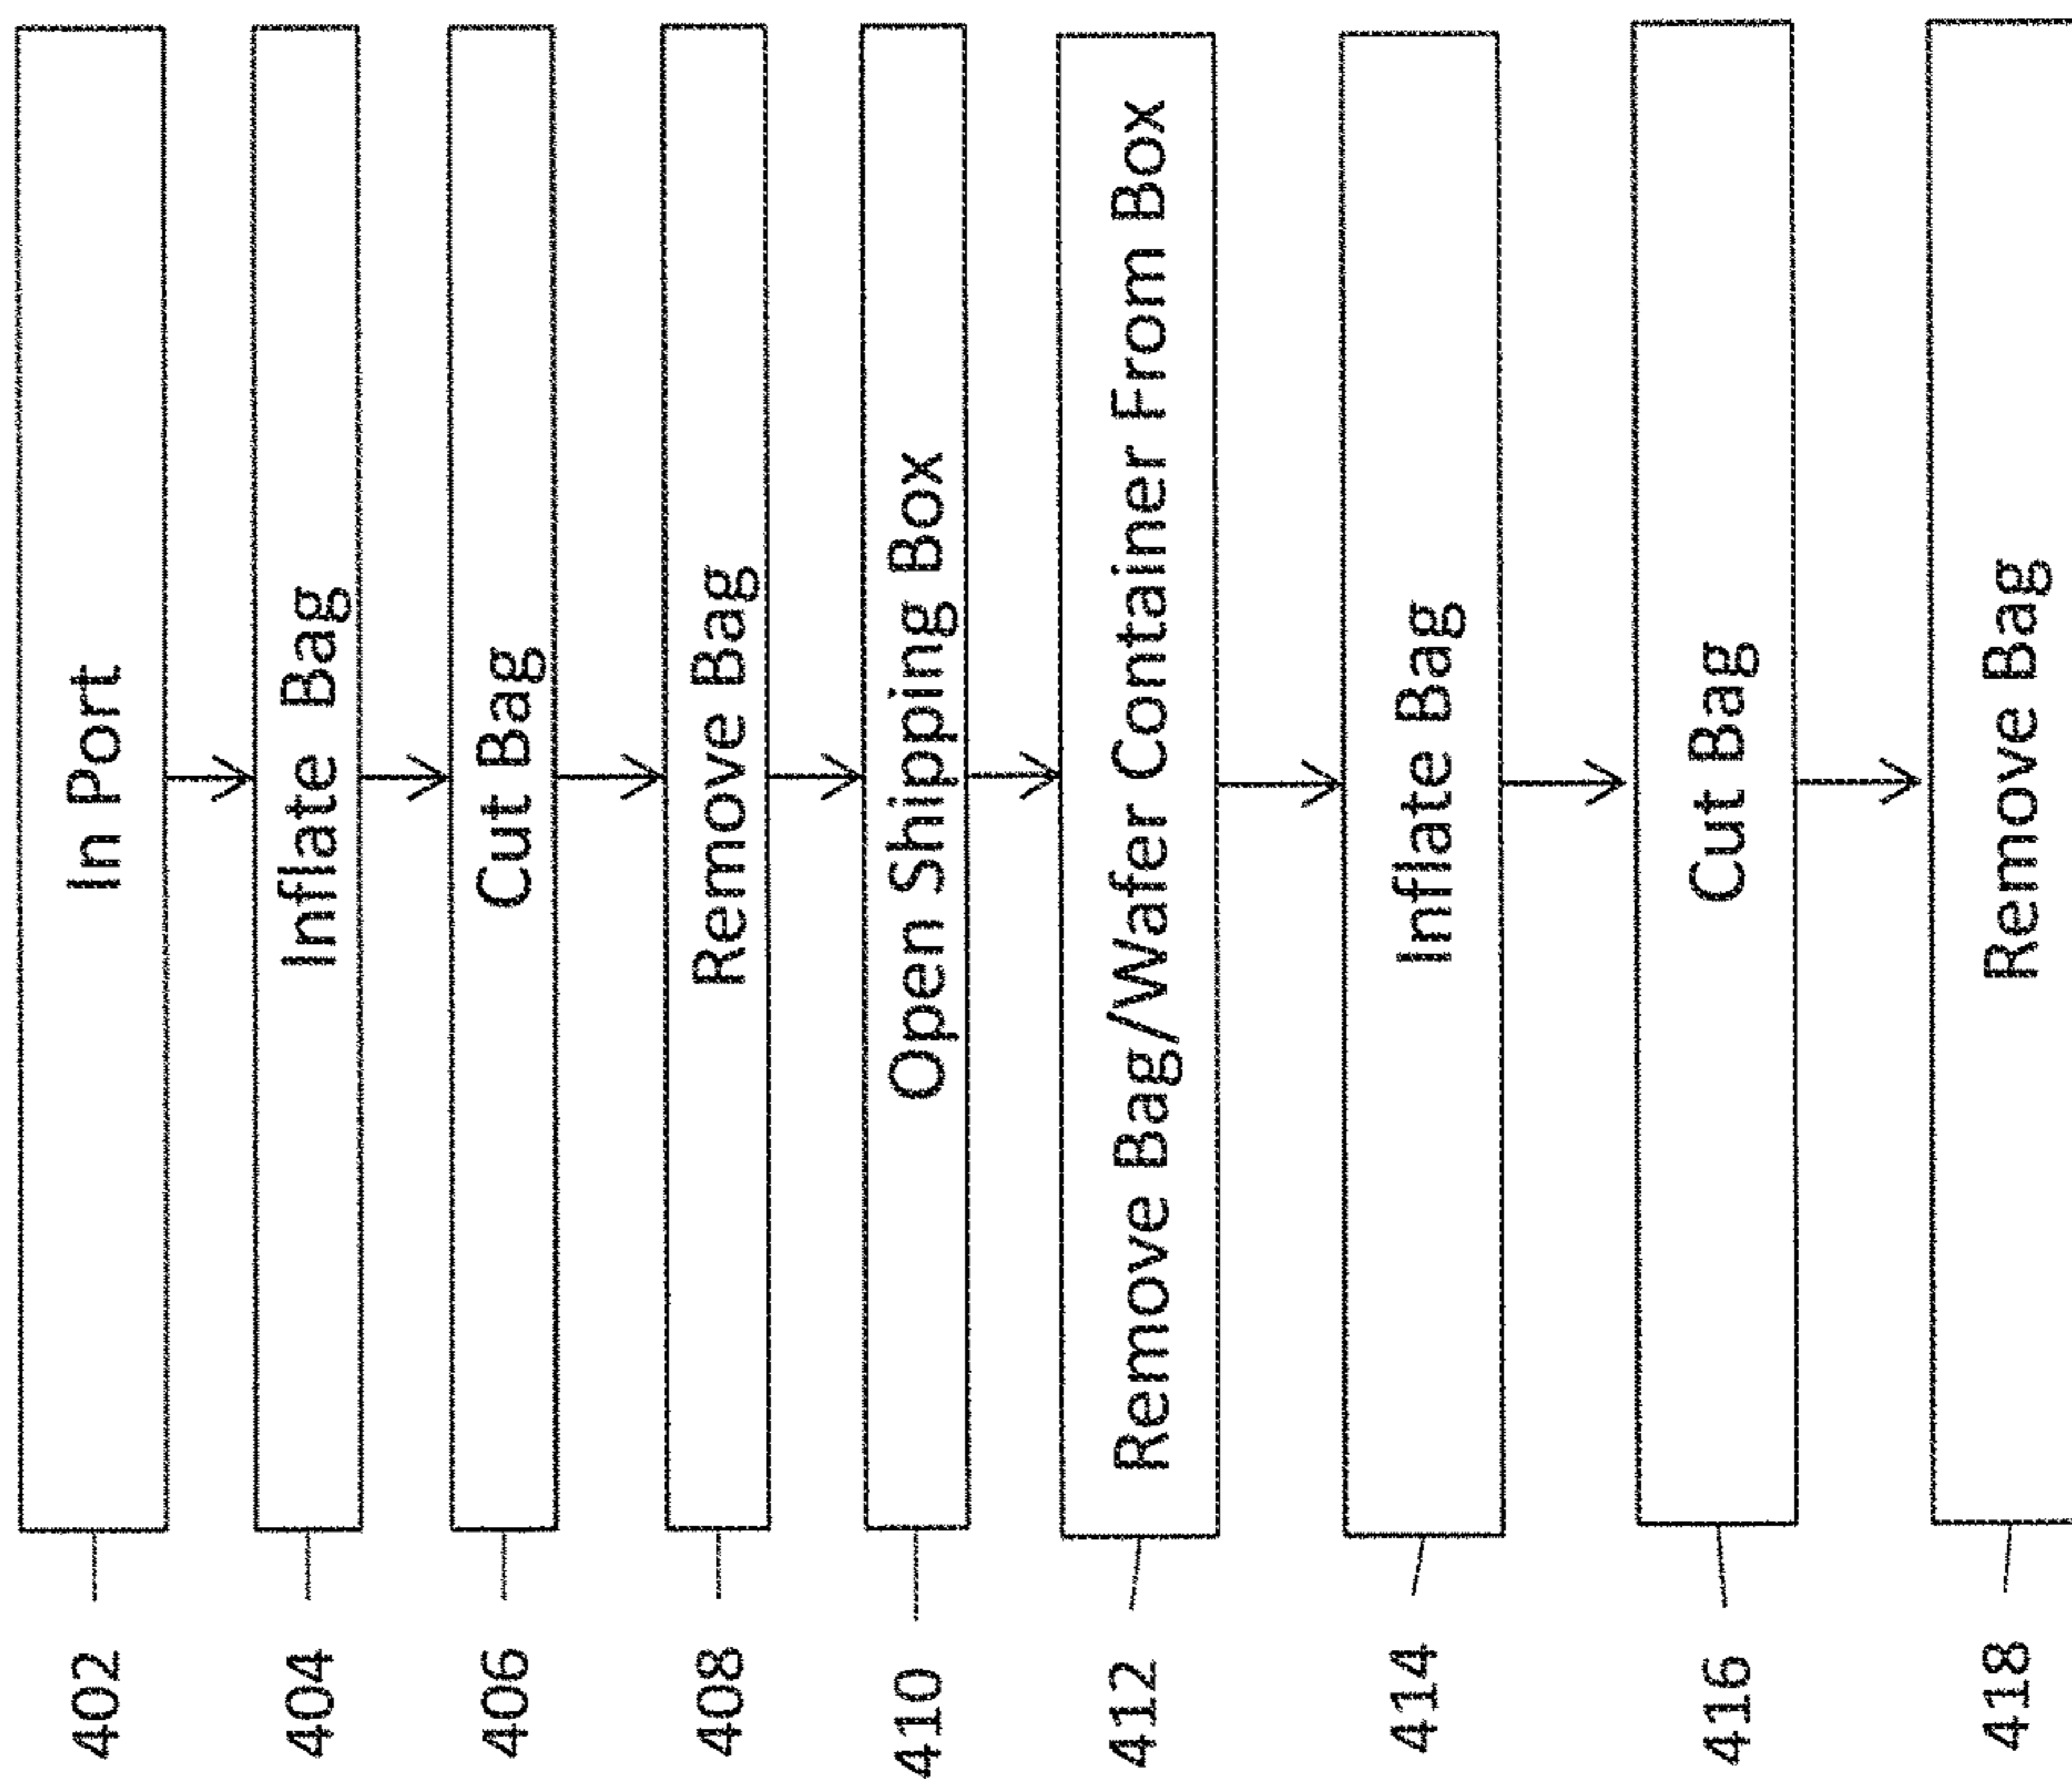 402
In Port
404
Inflate Bag
406
Cut Bag
408
Remove Bag
410
Open Shipping Box
412
Remove Bag/Wafer Container From Box
414
Inflate Bag
416
Cut Bag
418
Remove Bag